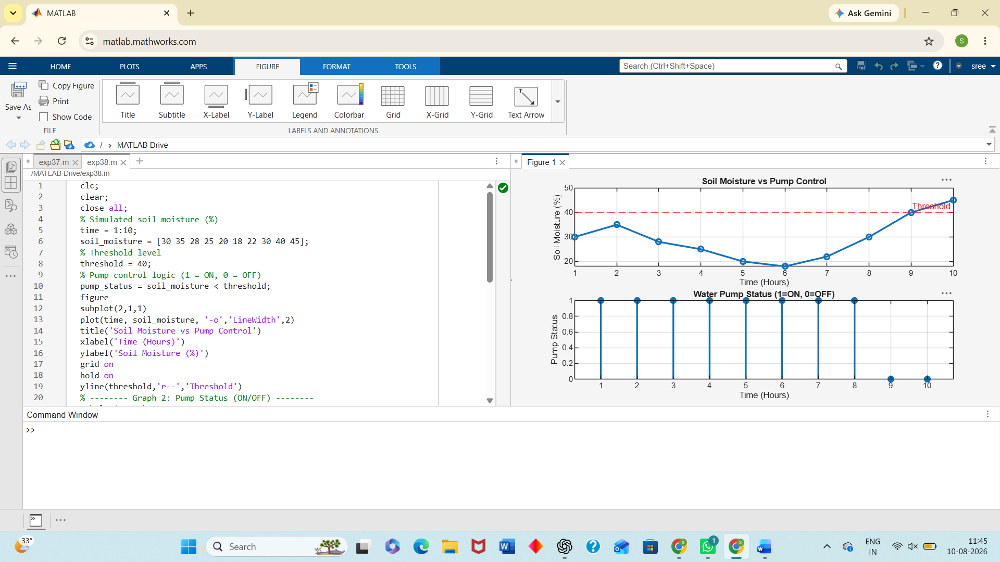 MATLAB
Ask Gemini
matlab.mathworks.com
S
HOME
PLOTS
APPS
FIGURE
FORMAT
TOOLS
Search (Ctrl+Shift+Space)
sree
Save As
Copy Figure
Print
Show Code
FILE
Title
Subtitle
X-Label
Y-Label
Legend
Colorbar
Grid
X-Grid
Y-Grid
Text Arrow
LABELS AND ANNOTATIONS
/ › MATLAB Drive
exp37.m
exp38.m
/MATLAB Drive/exp38.m
1 clc;
2 clear;
3 close all;
4 % Simulated soil moisture (%)
5 time = 1:10;
6 soil_moisture = [30 35 28 25 20 18 22 30 40 45];
7 % Threshold level
8 threshold = 40;
9 % Pump control logic (1 = ON, 0 = OFF)
10 pump_status = soil_moisture < threshold;
11 figure
12 subplot(2,1,1)
13 plot(time, soil_moisture, '-o','LineWidth',2)
14 title('Soil Moisture vs Pump Control')
15 xlabel('Time (Hours)')
16 ylabel('Soil Moisture (%)')
17 grid on
18 hold on
19 yline(threshold,'r--','Threshold')
20 % -------- Graph 2: Pump Status (ON/OFF) --------
Figure 1
Soil Moisture vs Pump Control
Soil Moisture (%)
50
40
30
20
Threshold
1 2 3 4 5 6 7 8 9 10
Time (Hours)
Water Pump Status (1=ON, 0=OFF)
Pump Status
1
0.8
0.6
0.4
0.2
0
1 2 3 4 5 6 7 8 9 10
Time (Hours)
Command Window
>>
33°
Search
1
ENG
IN
11:45
10-08-2026